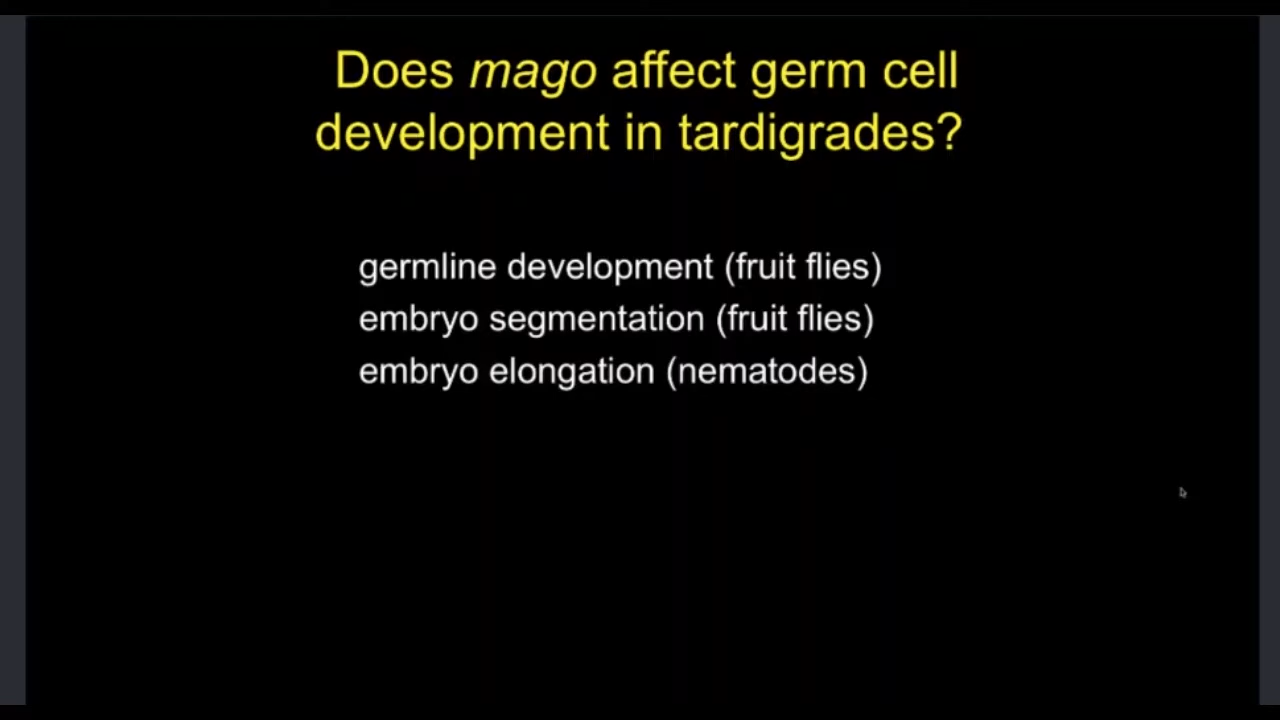 Does mago affect germ cell
development in tardigrades?
germline development (fruit flies)
embryo segmentation (fruit flies)
embryo elongation (nematodes)